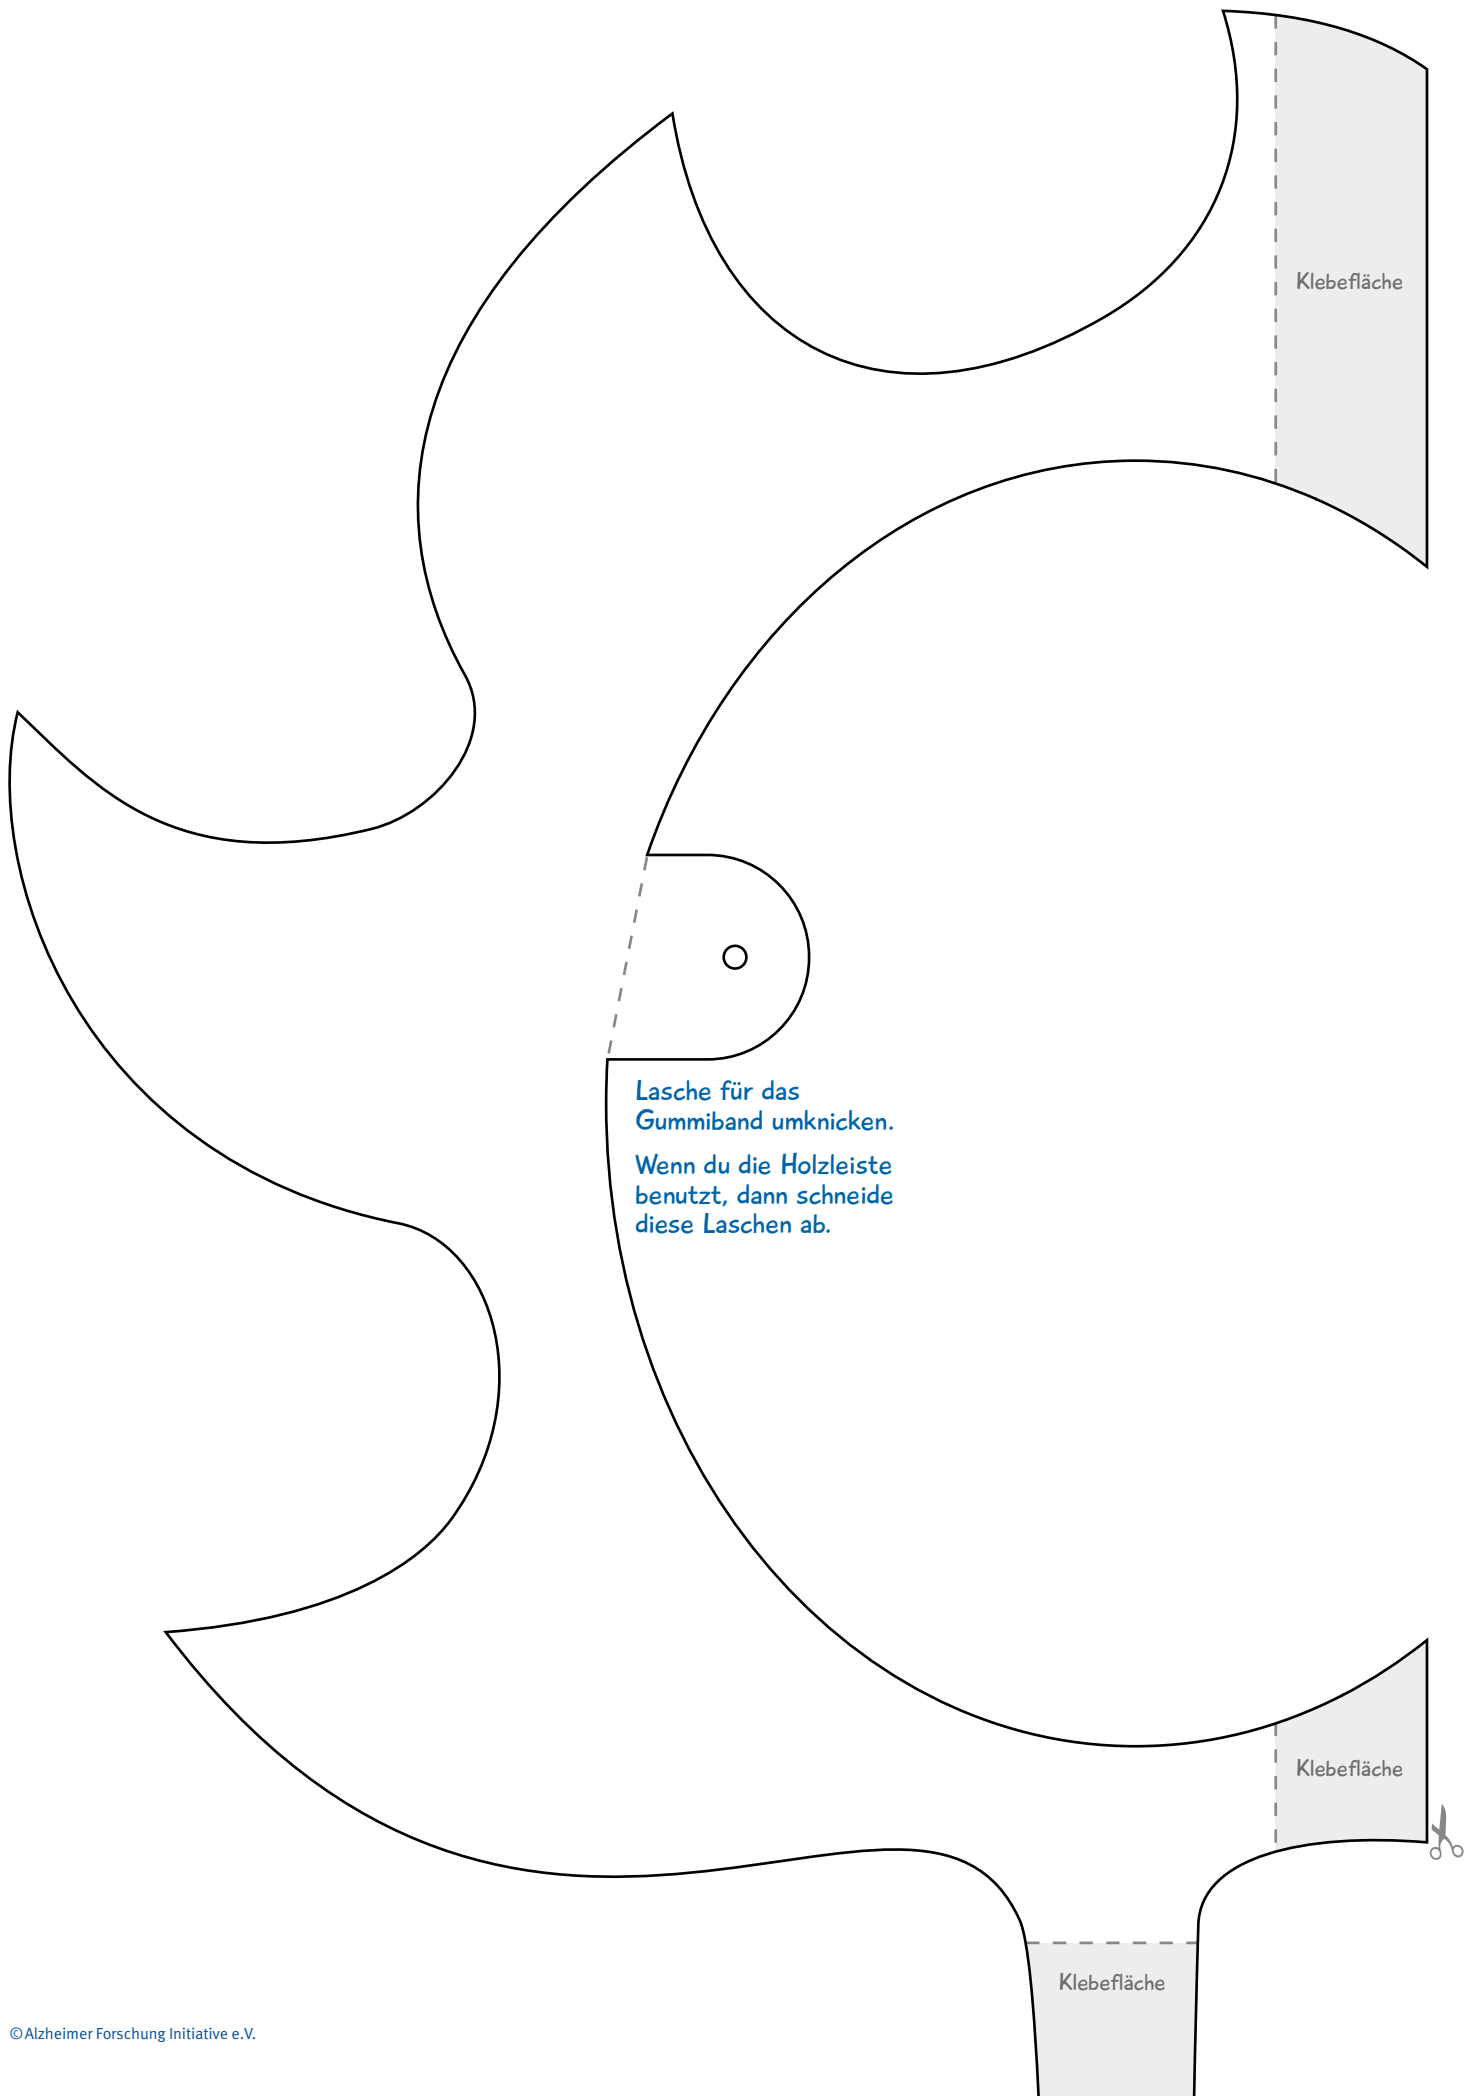 Klebefläche
Lasche für das
Gummiband umknicken.
Wenn du die Holzleiste
benutzt, dann schneide
diese Laschen ab.
Klebefläche
Klebefläche
© Alzheimer Forschung Initiative e.V.